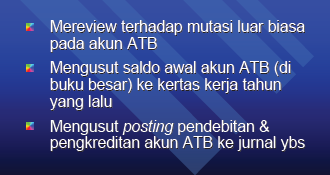 Mereview terhadap mutasi luar biasa
pada akun ATB
Mengusut saldo awal akun ATB (di
buku besar) ke kertas kerja tahun
yang lalu
Mengusut posting pendebitan &
pengkreditan akun ATB ke jurnal ybs